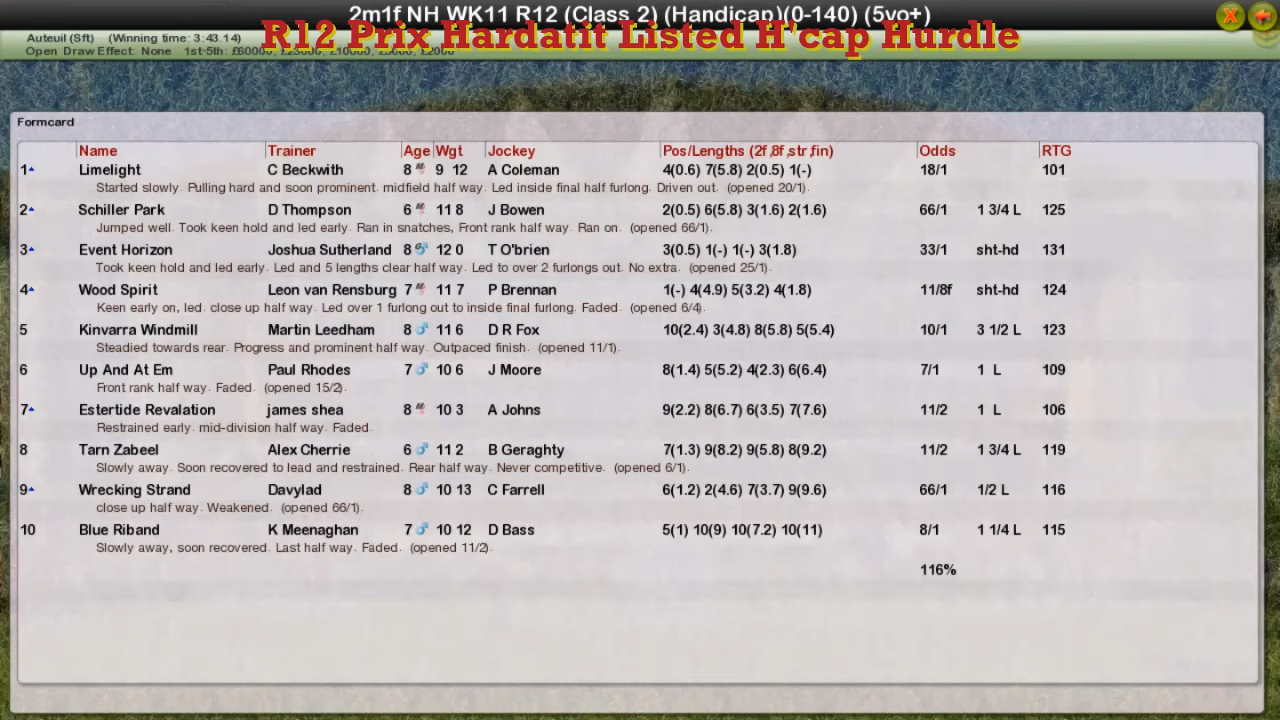 2m1f NH WK11 R12 (Class 2) (Handicap)(0-140) (5yo+)
R12 Prix Hardatit Listed H'cap Hurdle
Auteuil (Sft) (Winning time: 3:43.14)
Open Draw Effect: None 1st-5th: £60000, £23000, £10000, £5000, £2000
Formcard
Name Trainer Age Wgt Jockey Pos/Lengths (2f,8f,str,fin) Odds RTG
1 Limelight C Beckwith 8 9 12 A Coleman 4(0.6) 7(5.8) 2(0.5) 1(-) 18/1 101
Started slowly. Pulling hard and soon prominent. midfield half way. Led inside final half furlong. Driven out. (opened 20/1).
2 Schiller Park D Thompson 6 11 8 J Bowen 2(0.5) 6(5.8) 3(1.6) 2(1.6) 66/1 1 3/4 L 125
Jumped well. Took keen hold and led early. Ran in snatches, Front rank half way. Ran on. (opened 66/1).
3 Event Horizon Joshua Sutherland 8 12 0 T O'brien 3(0.5) 1(-) 1(-) 3(1.8) 33/1 sht-hd 131
Took keen hold and led early. Led and 5 lengths clear half way. Led to over 2 furlongs out. No extra. (opened 25/1).
4 Wood Spirit Leon van Rensburg 7 11 7 P Brennan 1(-) 4(4.9) 5(3.2) 4(1.8) 11/8f sht-hd 124
Keen early on, led. close up half way. Led over 1 furlong out to inside final furlong. Faded. (opened 6/4).
5 Kinvarra Windmill Martin Leedham 8 11 6 D R Fox 10(2.4) 3(4.8) 8(5.8) 5(5.4) 10/1 3 1/2 L 123
Steadied towards rear. Progress and prominent half way. Outpaced finish. (opened 11/1).
6 Up And At Em Paul Rhodes 7 10 6 J Moore 8(1.4) 5(5.2) 4(2.3) 6(6.4) 7/1 1 L 109
Front rank half way. Faded. (opened 15/2).
7 Estertide Revalation james shea 8 10 3 A Johns 9(2.2) 8(6.7) 6(3.5) 7(7.6) 11/2 1 L 106
Restrained early. mid-division half way. Faded.
8 Tarn Zabeel Alex Cherrie 6 11 2 B Geraghty 7(1.3) 9(8.2) 9(5.8) 8(9.2) 11/2 1 3/4 L 119
Slowly away. Soon recovered to lead and restrained. Rear half way. Never competitive. (opened 6/1).
9 Wrecking Strand Davylad 8 10 13 C Farrell 6(1.2) 2(4.6) 7(3.7) 9(9.6) 66/1 1/2 L 116
close up half way. Weakened. (opened 66/1).
10 Blue Riband K Meenaghan 7 10 12 D Bass 5(1) 10(9) 10(7.2) 10(11) 8/1 1 1/4 L 115
Slowly away, soon recovered. Last half way. Faded. (opened 11/2).
116%